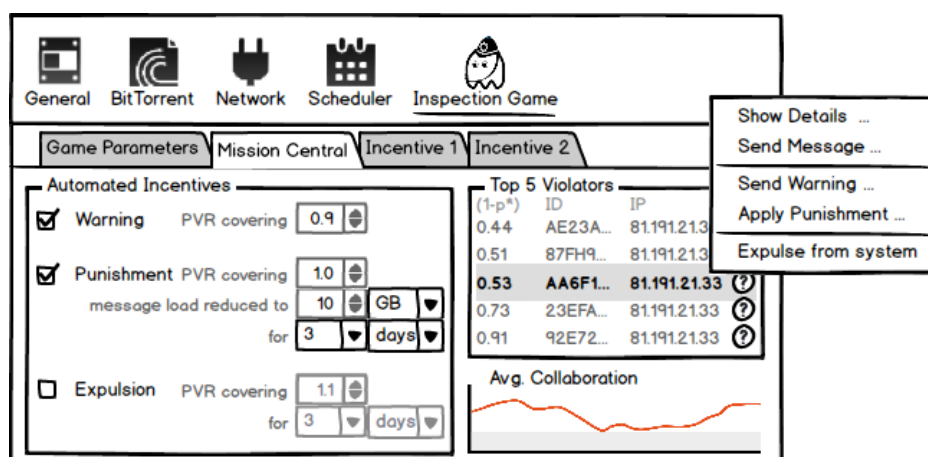 General BitTorrent Network Scheduler Inspection Game
Game Parameters Mission Central Incentive 1 Incentive 2
Automated Incentives
Warning PVR covering 0.9
Punishment PVR covering 1.0
message load reduced to 10 GB
for 3 days
Expulsion PVR covering 1.1
for 3 days
Top 5 Violators
(1-p*) ID IP
0.44 AE23A... 81.191.21.3
0.51 87FH9... 81.191.21.3
0.53 AA6F1... 81.191.21.33 ?
0.73 23EFA... 81.191.21.33 ?
0.91 92E72... 81.191.21.33 ?
Avg. Collaboration
Show Details ...
Send Message ...
Send Warning ...
Apply Punishment ...
Expulse from system